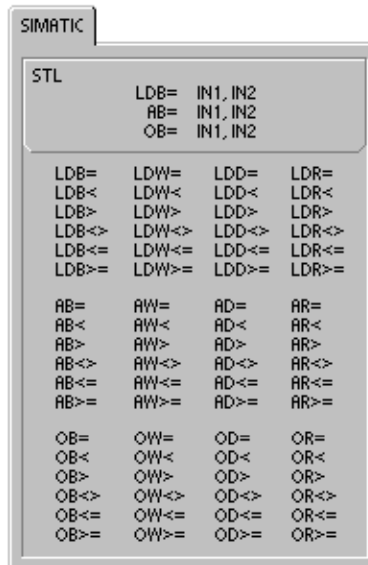 SIMATIC
STL
LDB= IN1, IN2
AB= IN1, IN2
OB= IN1, IN2
LDB= LDW= LDD= LDR=
LDB< LDW< LDD< LDR<
LDB> LDW> LDD> LDR>
LDB<> LDW<> LDD<> LDR<>
LDB<= LDW<= LDD<= LDR<=
LDB>= LDW>= LDD>= LDR>=
AB= AW= AD= AR=
AB< AW< AD< AR<
AB> AW> AD> AR>
AB<> AW<> AD<> AR<>
AB<= AW<= AD<= AR<=
AB>= AW>= AD>= AR>=
OB= OW= OD= OR=
OB< OW< OD< OR<
OB> OW> OD> OR>
OB<> OW<> OD<> OR<>
OB<= OW<= OD<= OR<=
OB>= OW>= OD>= OR>=